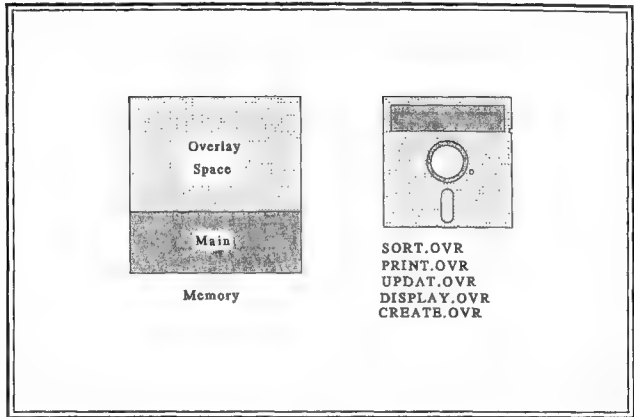 Overlay
Space
Main
Memory
SORT.OVR
PRINT.OVR
UPDAT.OVR
DISPLAY.OVR
CREATE.OVR